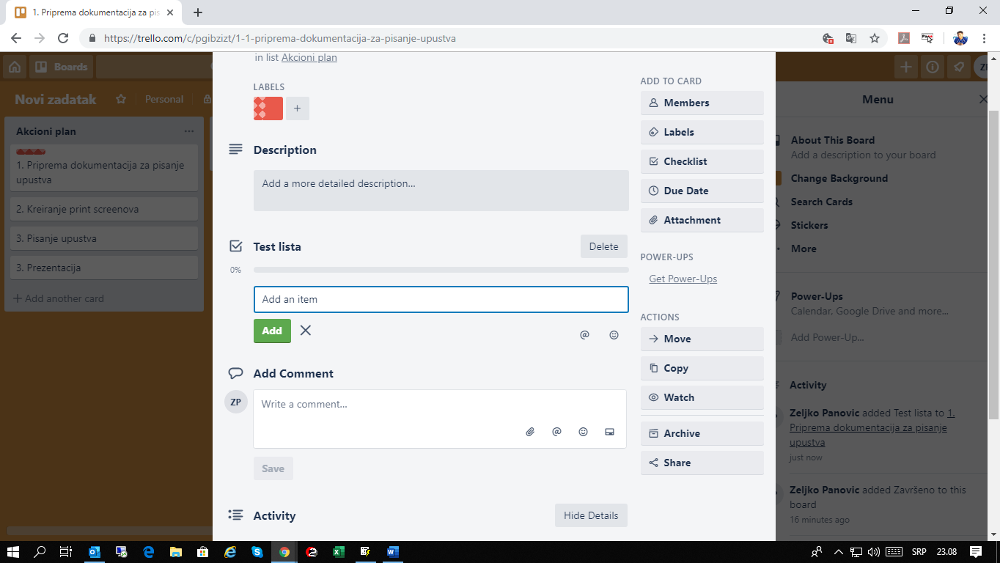 1. Priprema dokumentacija za pis
https://trello.com/c/pgibzizt/1-1-priprema-dokumentacija-za-pisanje-upustva
Boards
Novi zadatak
Personal
Akcioni plan
1. Priprema dokumentacija za pisanje
upustva
2. Kreiranje print screenova
3. Pisanje upustva
3. Prezentacija
+ Add another card
in list Akcioni plan
LABELS
+
Description
Add a more detailed description...
Test lista
Delete
0%
Add an item
Add
@
Add Comment
ZP
Write a comment...
@
Save
Activity
Hide Details
ADD TO CARD
Members
Labels
Checklist
Due Date
Attachment
POWER-UPS
Get Power-Ups
ACTIONS
Move
Copy
Watch
Archive
Share
Menu
About This Board
Add a description to your board
Change Background
Search Cards
Stickers
More
Power-Ups
Calendar, Google Drive and more...
Add Power-Up...
Activity
Zeljko Panovic added Test lista to 1.
Priprema dokumentacija za pisanje
upustva
just now
Zeljko Panovic added Završeno to this
board
16 minutes ago
SRP
23.08